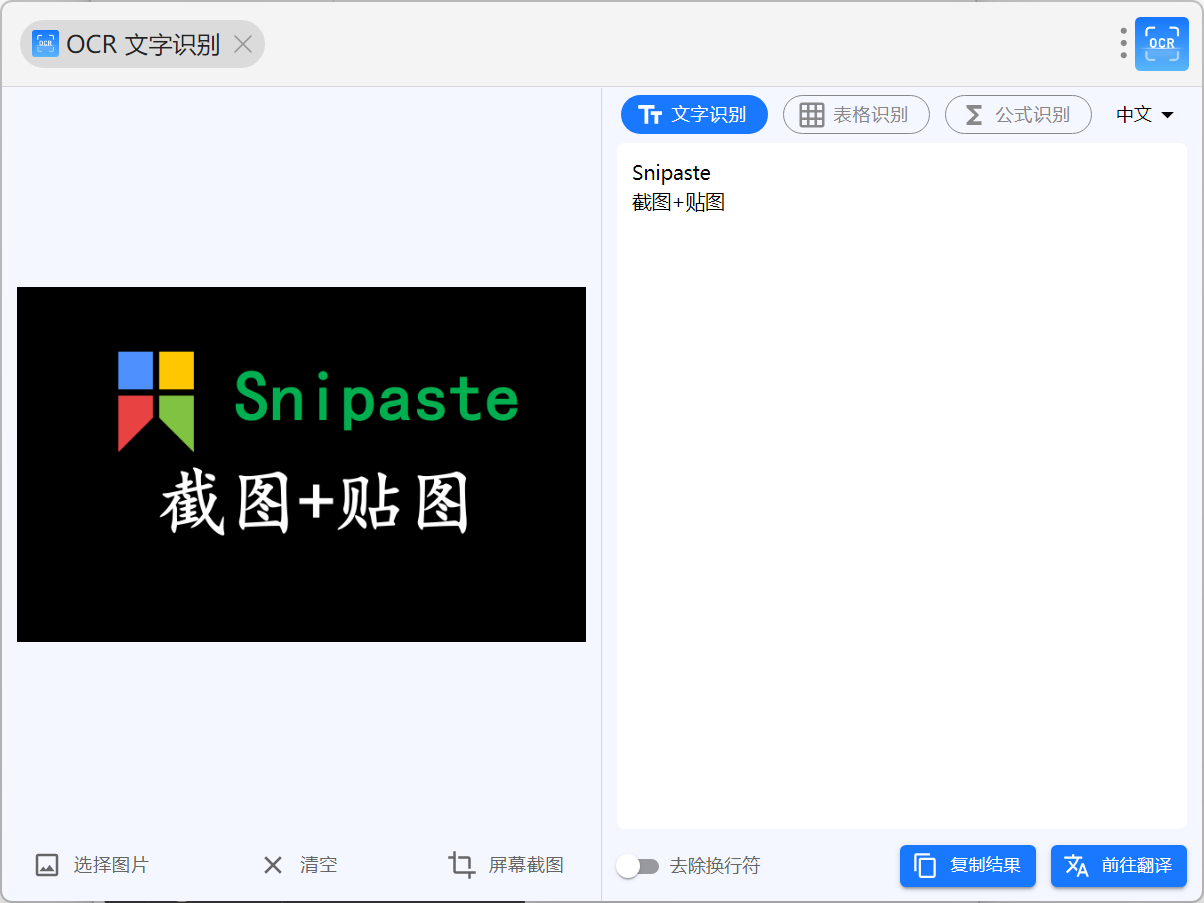 OCR 文字识别
OCR
文字识别
表格识别
公式识别
中文
Snipaste
截图+贴图
Snipaste
截图+贴图
选择图片
清空
屏幕截图
去除换行符
复制结果
前往翻译